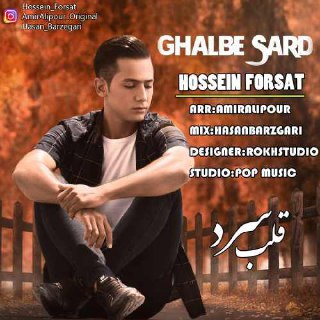 Hossein_Forsat
AmirAlipour_Original
Hasan_Barzegari
GHALBE SARD
HOSSEIN FORSAT
ARR:AMIRALIPOUR
MIX:HASANBARZGARI
DESIGNER:ROKHSTUDIO
STUDIO:POP MUSIC
قلب سرد